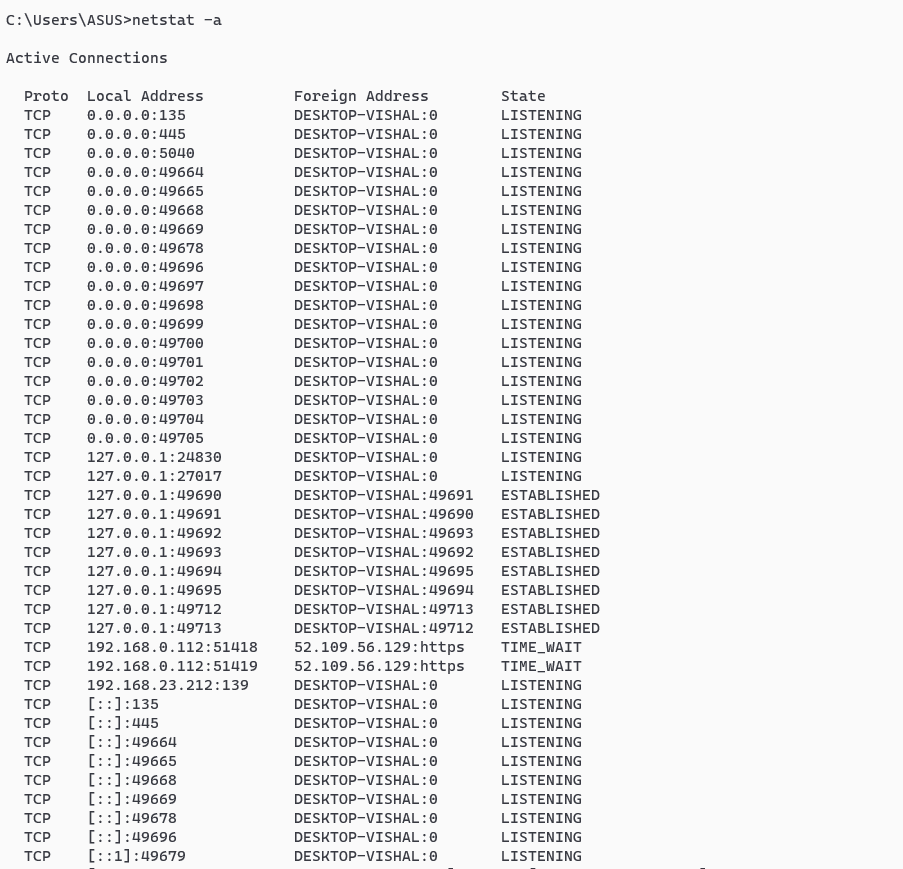 C:\Users\ASUS>netstat -a
Active Connections
Proto  Local Address          Foreign Address        State
TCP    0.0.0.0:135            DESKTOP-VISHAL:0       LISTENING
TCP    0.0.0.0:445            DESKTOP-VISHAL:0       LISTENING
TCP    0.0.0.0:5040           DESKTOP-VISHAL:0       LISTENING
TCP    0.0.0.0:49664          DESKTOP-VISHAL:0       LISTENING
TCP    0.0.0.0:49665          DESKTOP-VISHAL:0       LISTENING
TCP    0.0.0.0:49668          DESKTOP-VISHAL:0       LISTENING
TCP    0.0.0.0:49669          DESKTOP-VISHAL:0       LISTENING
TCP    0.0.0.0:49678          DESKTOP-VISHAL:0       LISTENING
TCP    0.0.0.0:49696          DESKTOP-VISHAL:0       LISTENING
TCP    0.0.0.0:49697          DESKTOP-VISHAL:0       LISTENING
TCP    0.0.0.0:49698          DESKTOP-VISHAL:0       LISTENING
TCP    0.0.0.0:49699          DESKTOP-VISHAL:0       LISTENING
TCP    0.0.0.0:49700          DESKTOP-VISHAL:0       LISTENING
TCP    0.0.0.0:49701          DESKTOP-VISHAL:0       LISTENING
TCP    0.0.0.0:49702          DESKTOP-VISHAL:0       LISTENING
TCP    0.0.0.0:49703          DESKTOP-VISHAL:0       LISTENING
TCP    0.0.0.0:49704          DESKTOP-VISHAL:0       LISTENING
TCP    0.0.0.0:49705          DESKTOP-VISHAL:0       LISTENING
TCP    127.0.0.1:24830        DESKTOP-VISHAL:0       LISTENING
TCP    127.0.0.1:27017        DESKTOP-VISHAL:0       LISTENING
TCP    127.0.0.1:49690        DESKTOP-VISHAL:49691   ESTABLISHED
TCP    127.0.0.1:49691        DESKTOP-VISHAL:49690   ESTABLISHED
TCP    127.0.0.1:49692        DESKTOP-VISHAL:49693   ESTABLISHED
TCP    127.0.0.1:49693        DESKTOP-VISHAL:49692   ESTABLISHED
TCP    127.0.0.1:49694        DESKTOP-VISHAL:49695   ESTABLISHED
TCP    127.0.0.1:49695        DESKTOP-VISHAL:49694   ESTABLISHED
TCP    127.0.0.1:49712        DESKTOP-VISHAL:49713   ESTABLISHED
TCP    127.0.0.1:49713        DESKTOP-VISHAL:49712   ESTABLISHED
TCP    192.168.0.112:51418    52.109.56.129:https    TIME_WAIT
TCP    192.168.0.112:51419    52.109.56.129:https    TIME_WAIT
TCP    192.168.23.212:139     DESKTOP-VISHAL:0       LISTENING
TCP    [::]:135               DESKTOP-VISHAL:0       LISTENING
TCP    [::]:445               DESKTOP-VISHAL:0       LISTENING
TCP    [::]:49664             DESKTOP-VISHAL:0       LISTENING
TCP    [::]:49665             DESKTOP-VISHAL:0       LISTENING
TCP    [::]:49668             DESKTOP-VISHAL:0       LISTENING
TCP    [::]:49669             DESKTOP-VISHAL:0       LISTENING
TCP    [::]:49678             DESKTOP-VISHAL:0       LISTENING
TCP    [::]:49696             DESKTOP-VISHAL:0       LISTENING
TCP    [::1]:49679            DESKTOP-VISHAL:0       LISTENING